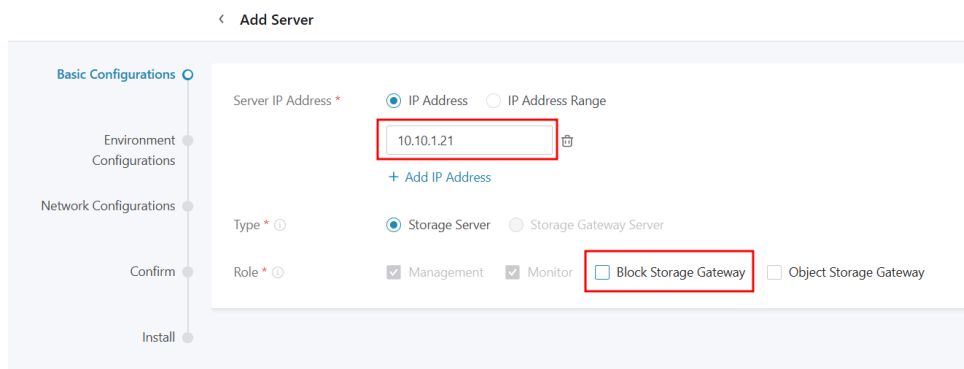 Add Server
Basic Configurations
Environment
Configurations
Network Configurations
Confirm
Install
Server IP Address *
IP Address
IP Address Range
10.10.1.21
+ Add IP Address
Type *
Storage Server
Storage Gateway Server
Role *
Management
Monitor
Block Storage Gateway
Object Storage Gateway